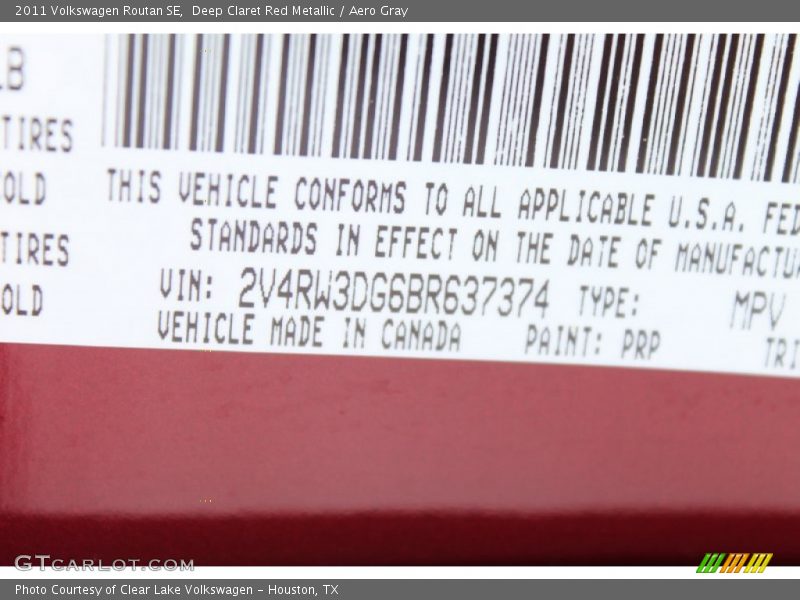 2011 Volkswagen Routan SE,  Deep Claret Red Metallic / Aero Gray
LB
TIRES
THIS VEHICLE CONFORMS TO ALL APPLICABLE U.S.A. FED
OLD
STANDARDS IN EFFECT ON THE DATE OF MANUFACTU
TIRES
VIN: 2V4RW3DG6BR637374 TYPE: MPV
OLD
VEHICLE MADE IN CANADA PAINT: PRP TRI
GTCARLOT.COM
Photo Courtesy of Clear Lake Volkswagen – Houston, TX